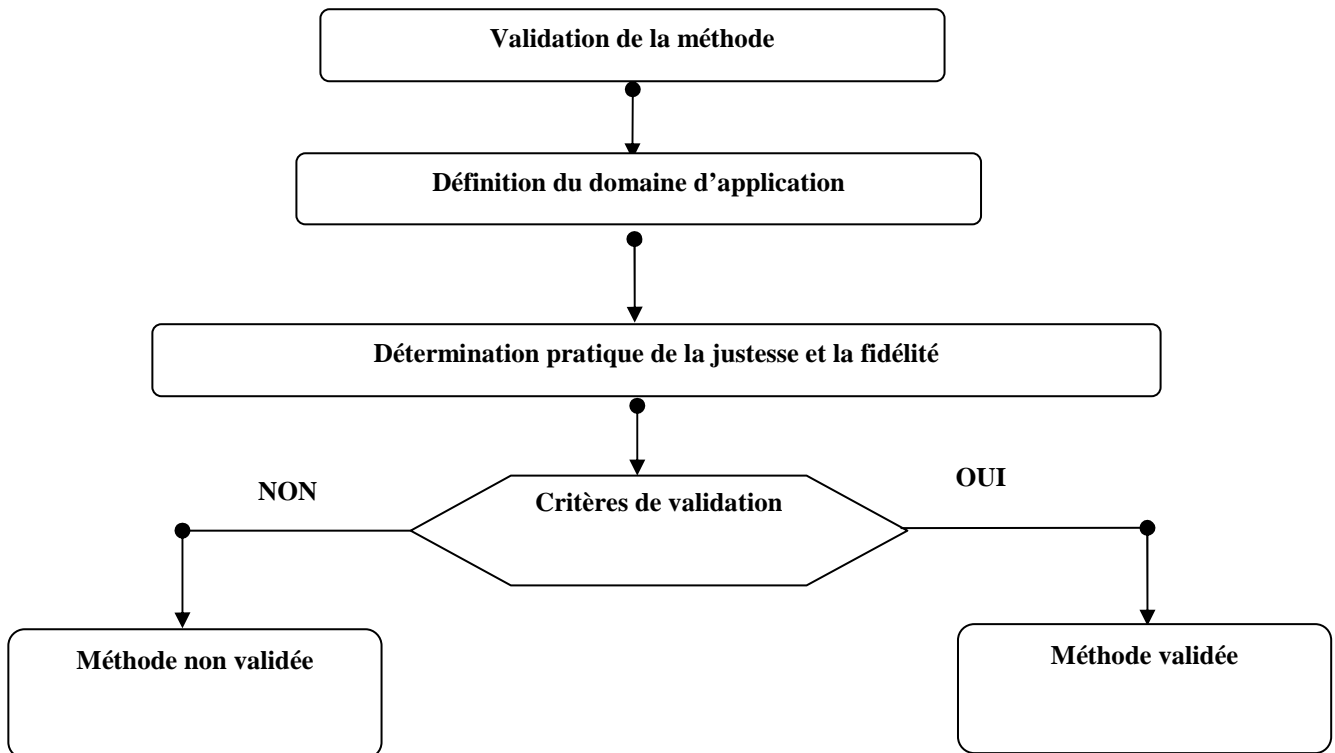 Validation de la méthode
Définition du domaine d’application
Détermination pratique de la justesse et la fidélité
NON
OUI
Critères de validation
Méthode non validée
Méthode validée